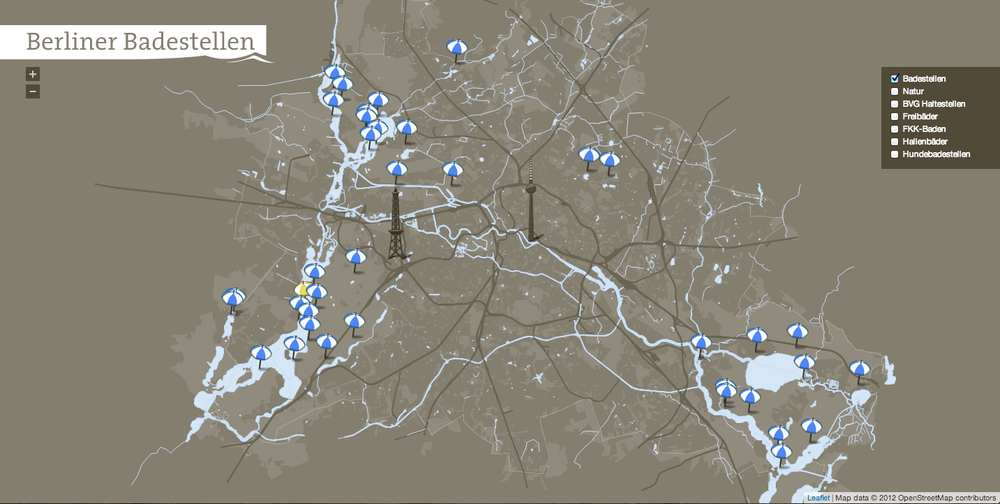 Berliner Badestellen
+
−
Badestellen
Natur
BVG Haltestellen
Freibäder
FKK-Baden
Hallenbäder
Hundebadestellen
Leaflet | Map data © 2012 OpenStreetMap contributors